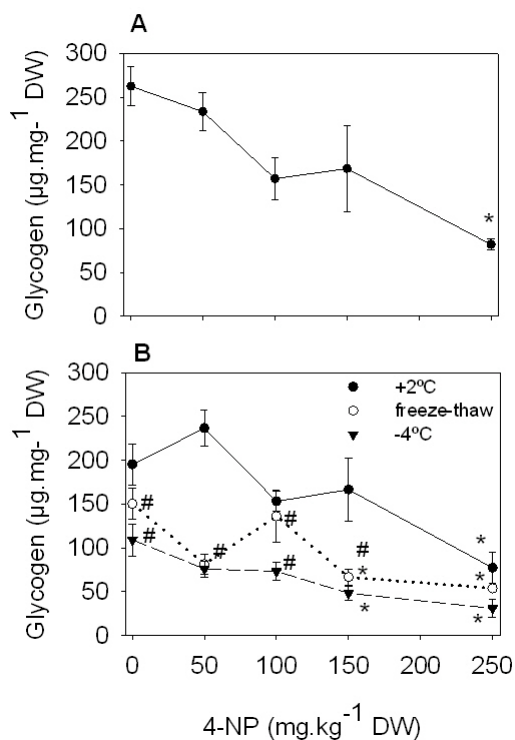 A
Glycogen (µg.mg-1 DW)
300
250
200
150
100
50
0
*
B
Glycogen (µg.mg-1 DW)
300
250
200
150
100
50
0
+2ºC
freeze-thaw
-4ºC
#
#
#
#
#
#
*
*
*
*
*
0 50 100 150 200 250
4-NP (mg.kg-1 DW)